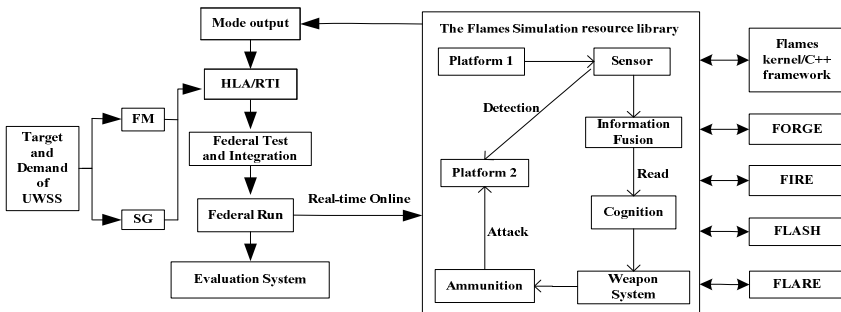 Mode output
HLA/RTI
FM
Target
and
Demand
of
UWSS
SG
Federal Test
and Integration
Federal Run
Real-time Online
Evaluation System
The Flames Simulation resource library
Platform 1
Sensor
Detection
Information
Fusion
Platform 2
Read
Cognition
Attack
Ammunition
Weapon
System
Flames
kernel/C++
framework
FORGE
FIRE
FLASH
FLARE